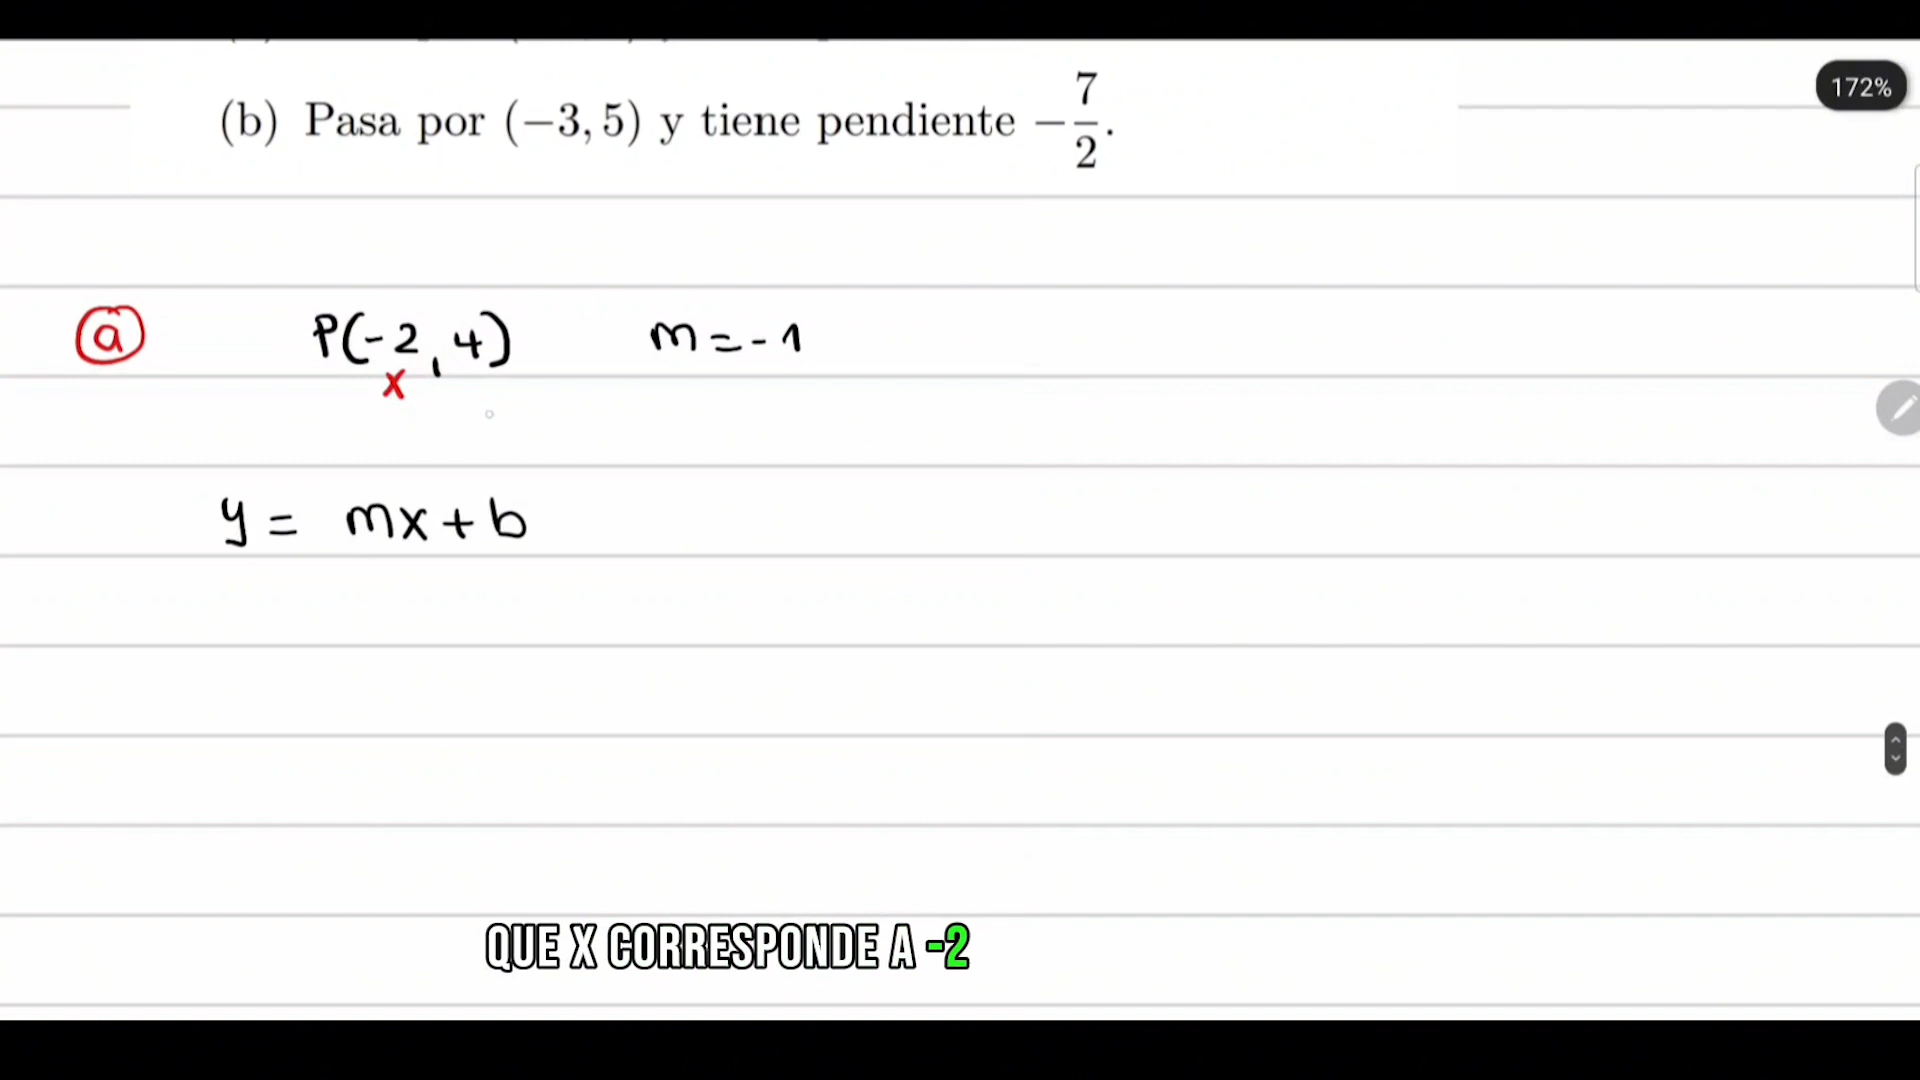 (b) Pasa por (−3, 5) y tiene pendiente −7/2.
172%
a P(-2, 4) m = -1
x
y = mx + b
QUE X CORRESPONDE A -2